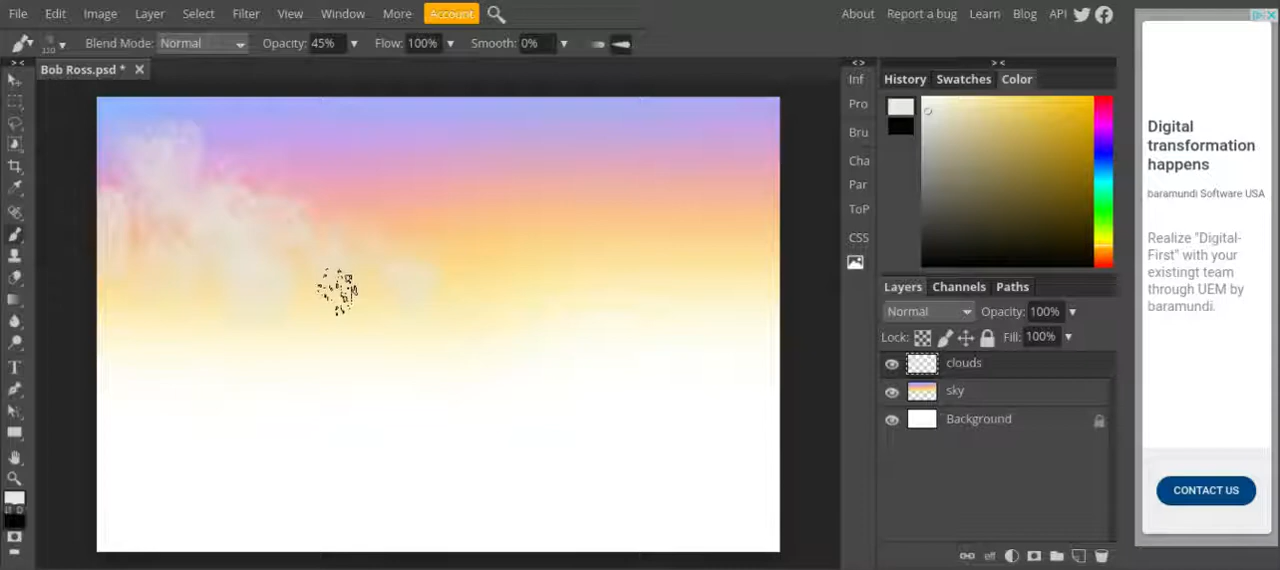 File Edit Image Layer Select Filter View Window More Account
About Report a bug Learn Blog API
110 Blend Mode: Normal Opacity: 45% Flow: 100% Smooth: 0%
Bob Ross.psd *
Inf
Pro
Bru
Cha
Par
ToP
CSS
History Swatches Color
Layers Channels Paths
Normal Opacity: 100%
Lock: Fill: 100%
clouds
sky
Background
Digital
transformation
happens
baramundi Software USA
Realize "Digital-
First" with your
existingt team
through UEM by
baramundi.
CONTACT US